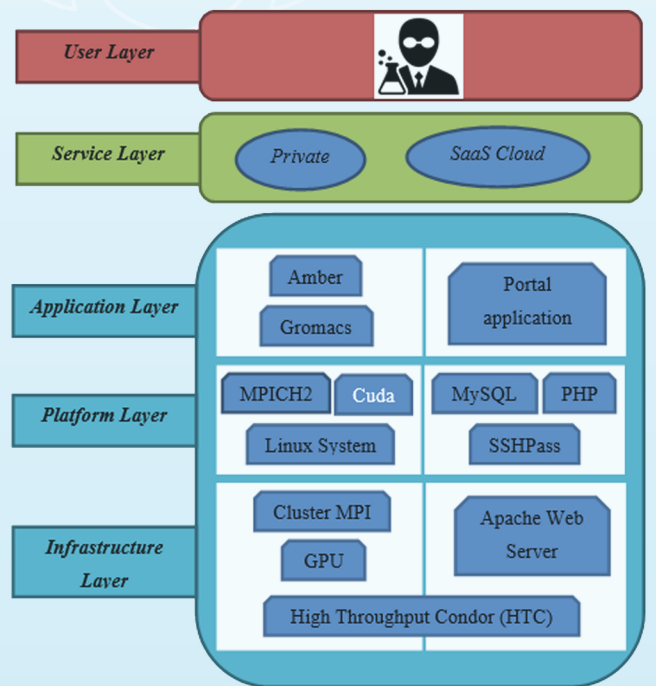 User Layer
Service Layer
Private
SaaS Cloud
Application Layer
Amber
Gromacs
Portal
application
Platform Layer
MPICH2
Cuda
Linux System
MySQL
PHP
SSHPass
Infrastructure
Layer
Cluster MPI
GPU
Apache Web
Server
High Throughput Condor (HTC)